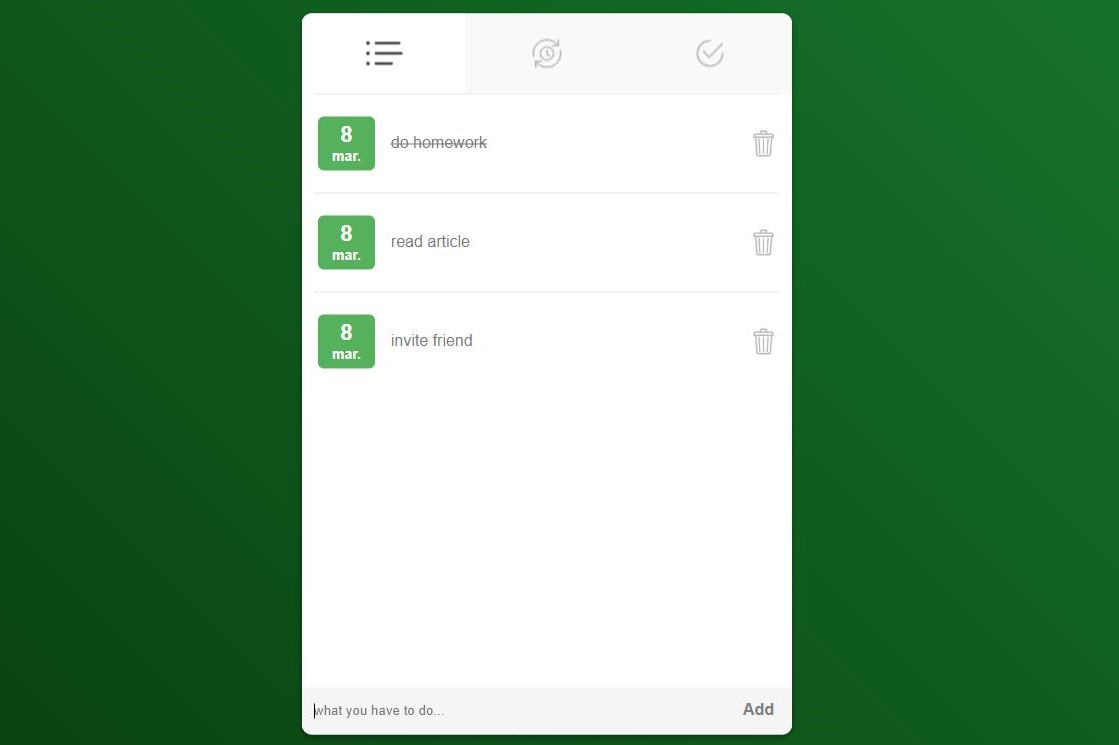 8
mar.
do homework
8
mar.
read article
8
mar.
invite friend
what you have to do...
Add